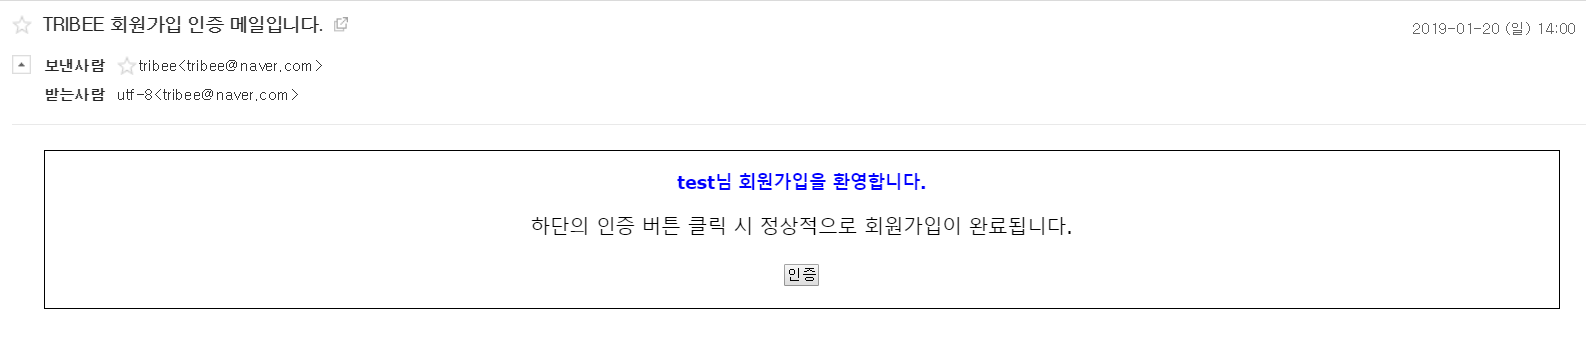 TRIBEE 회원가입 인증 메일입니다.
2019-01-20 (일) 14:00
보낸사람 tribee<tribee@naver.com>
받는사람 utf-8<tribee@naver.com>
test님 회원가입을 환영합니다.
하단의 인증 버튼 클릭 시 정상적으로 회원가입이 완료됩니다.
인증